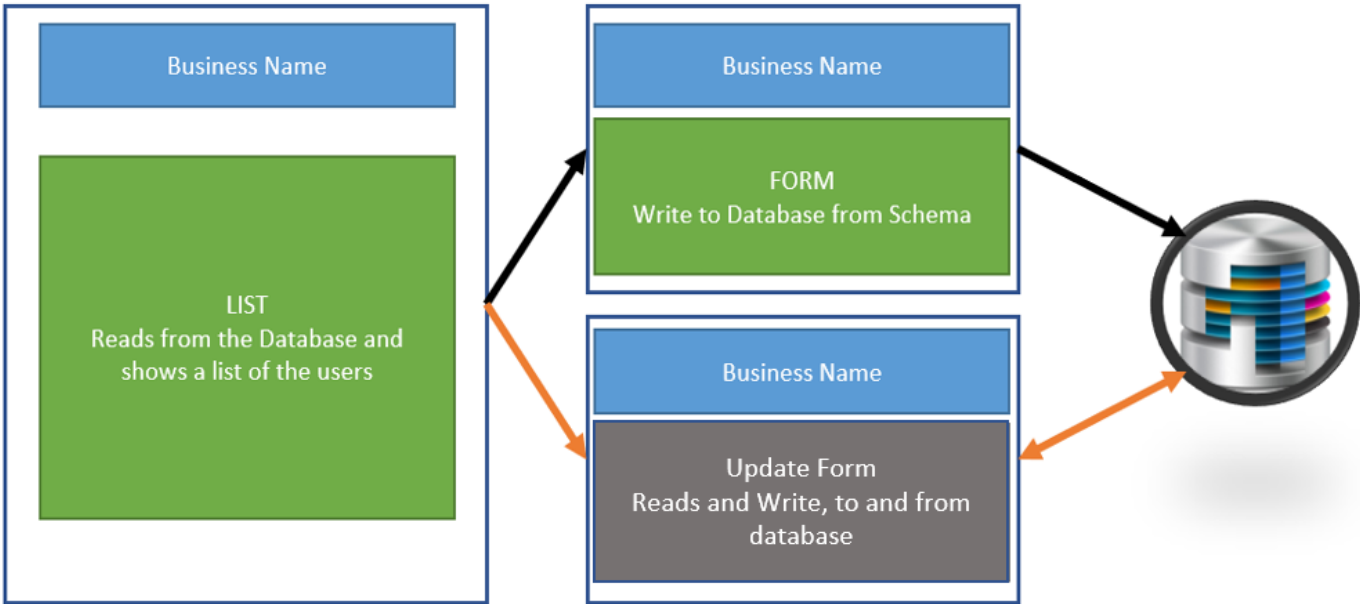 Business Name
LIST
Reads from the Database and
shows a list of the users
Business Name
FORM
Write to Database from Schema
Business Name
Update Form
Reads and Write, to and from
database